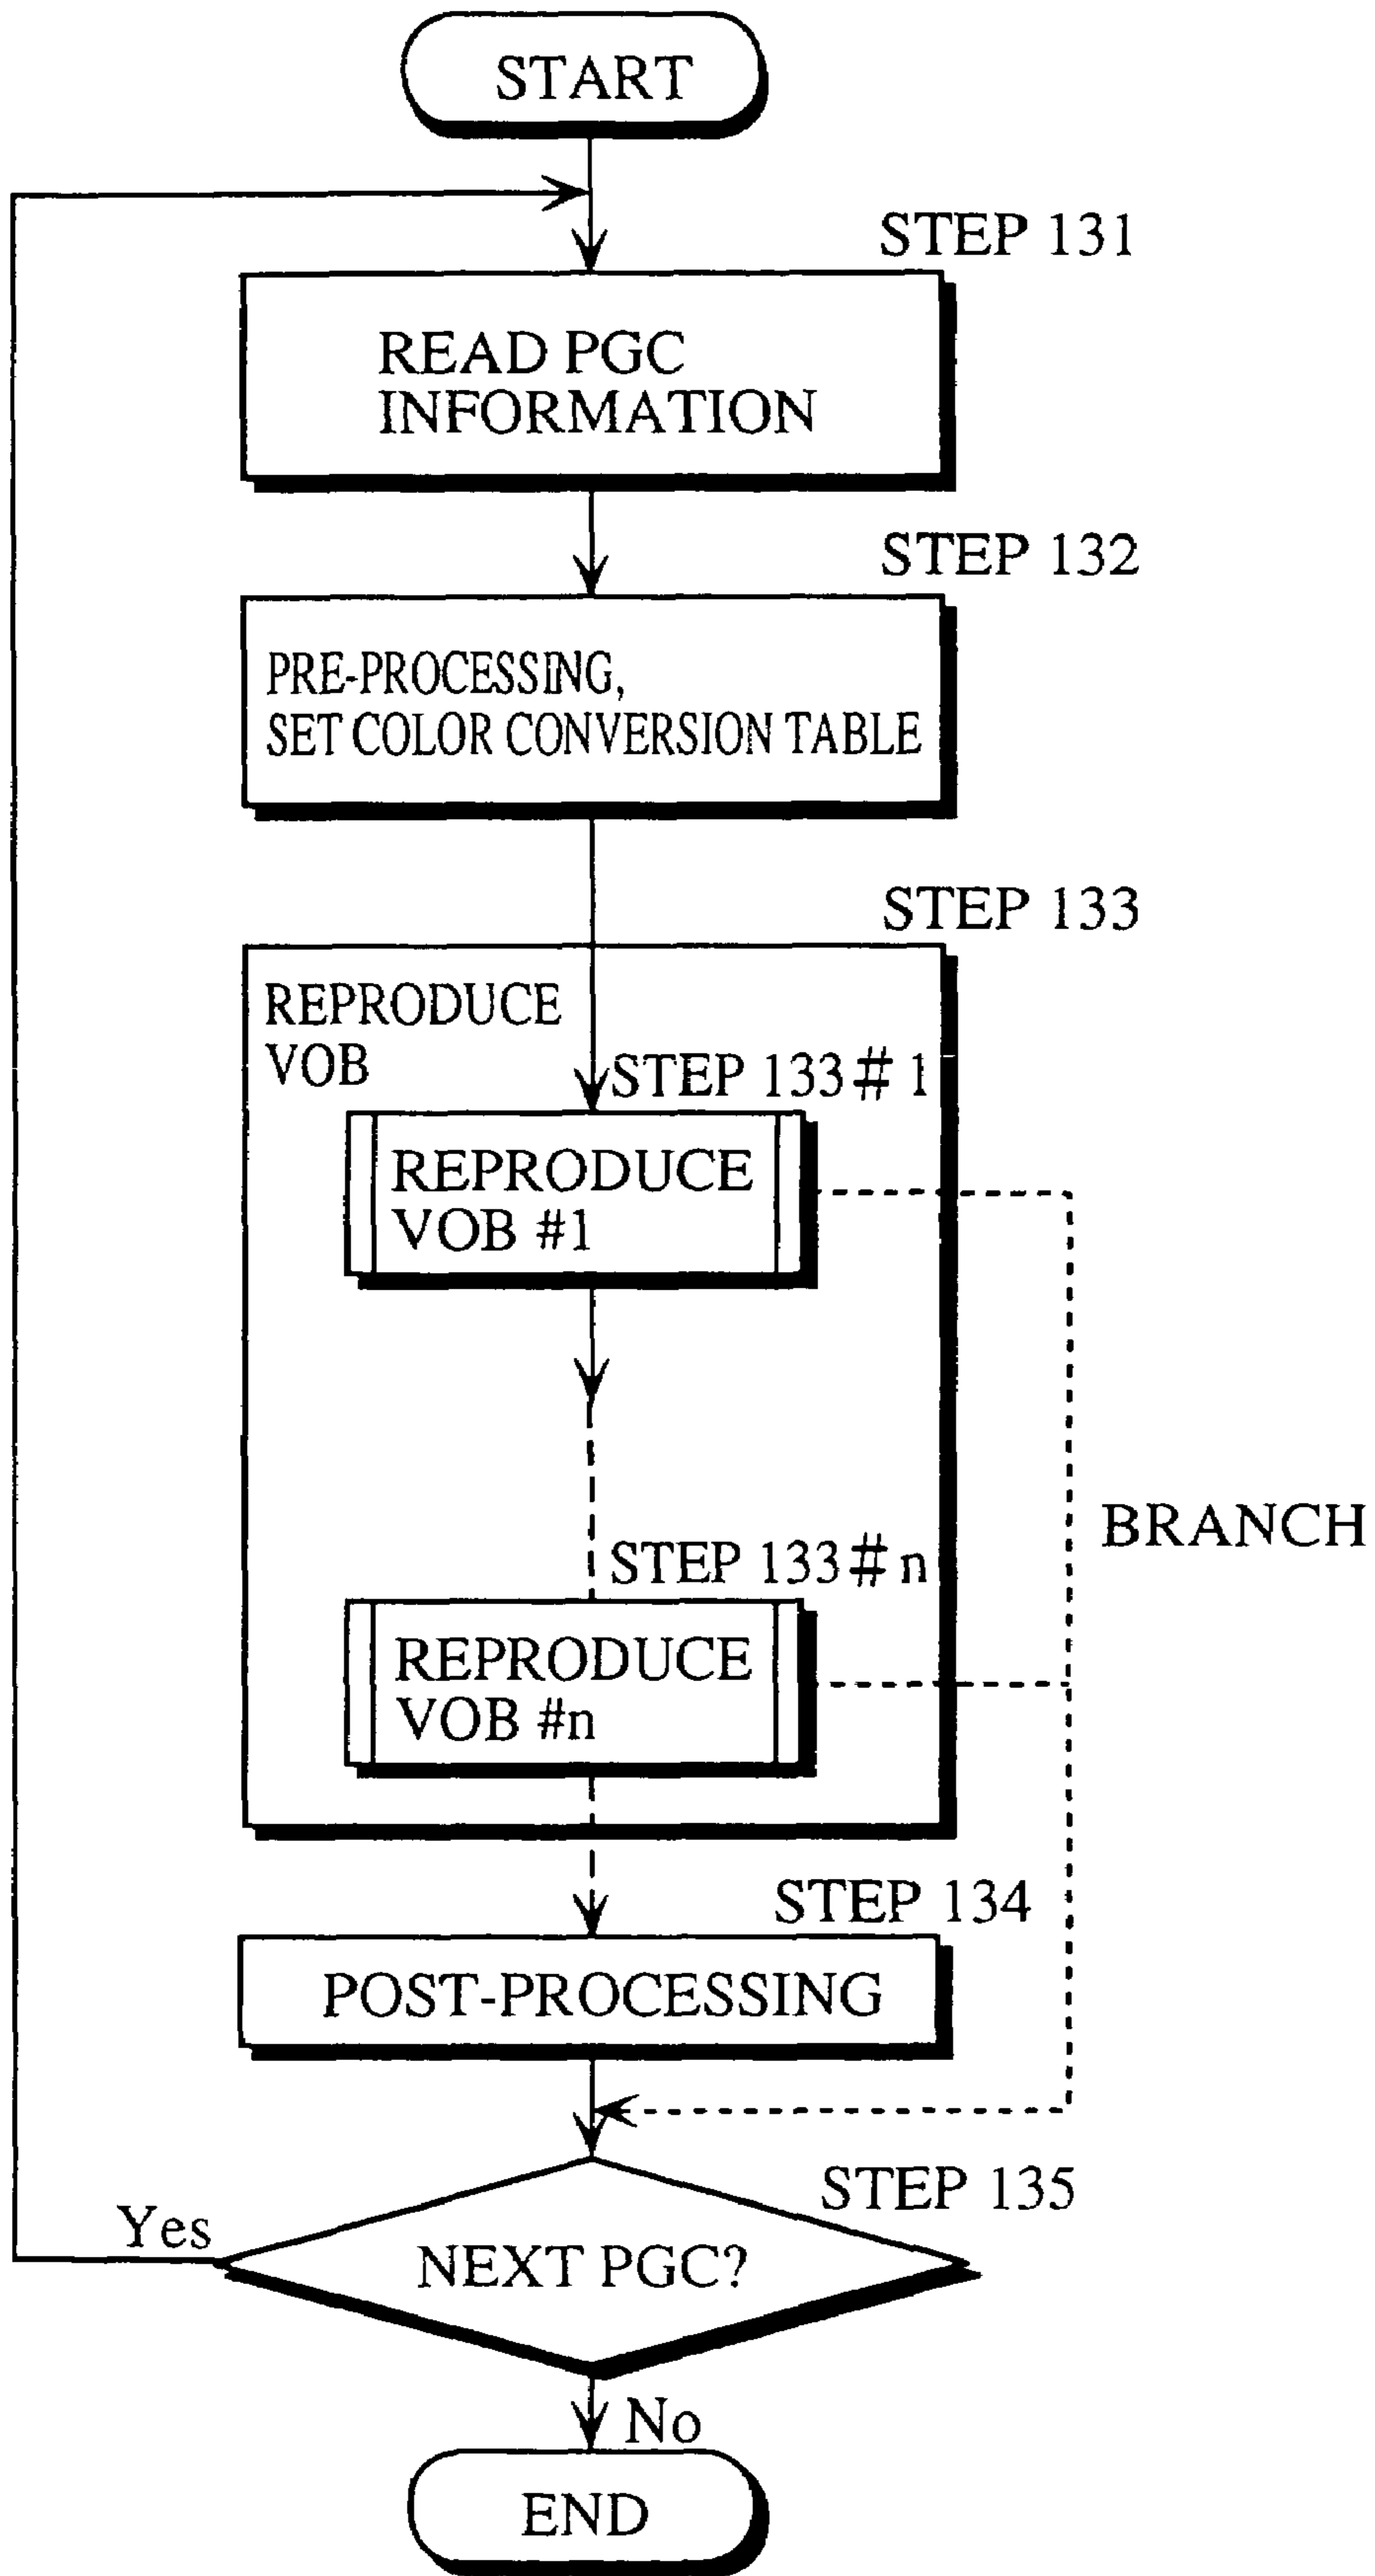 START
STEP 131
READ PGC
INFORMATION
STEP 132
PRE-PROCESSING,
SET COLOR CONVERSION TABLE
STEP 133
REPRODUCE
VOB
STEP 133 # 1
REPRODUCE
VOB #1
BRANCH
STEP 133 # n
REPRODUCE
VOB #n
STEP 134
POST-PROCESSING
STEP 135
Yes
NEXT PGC?
No
END